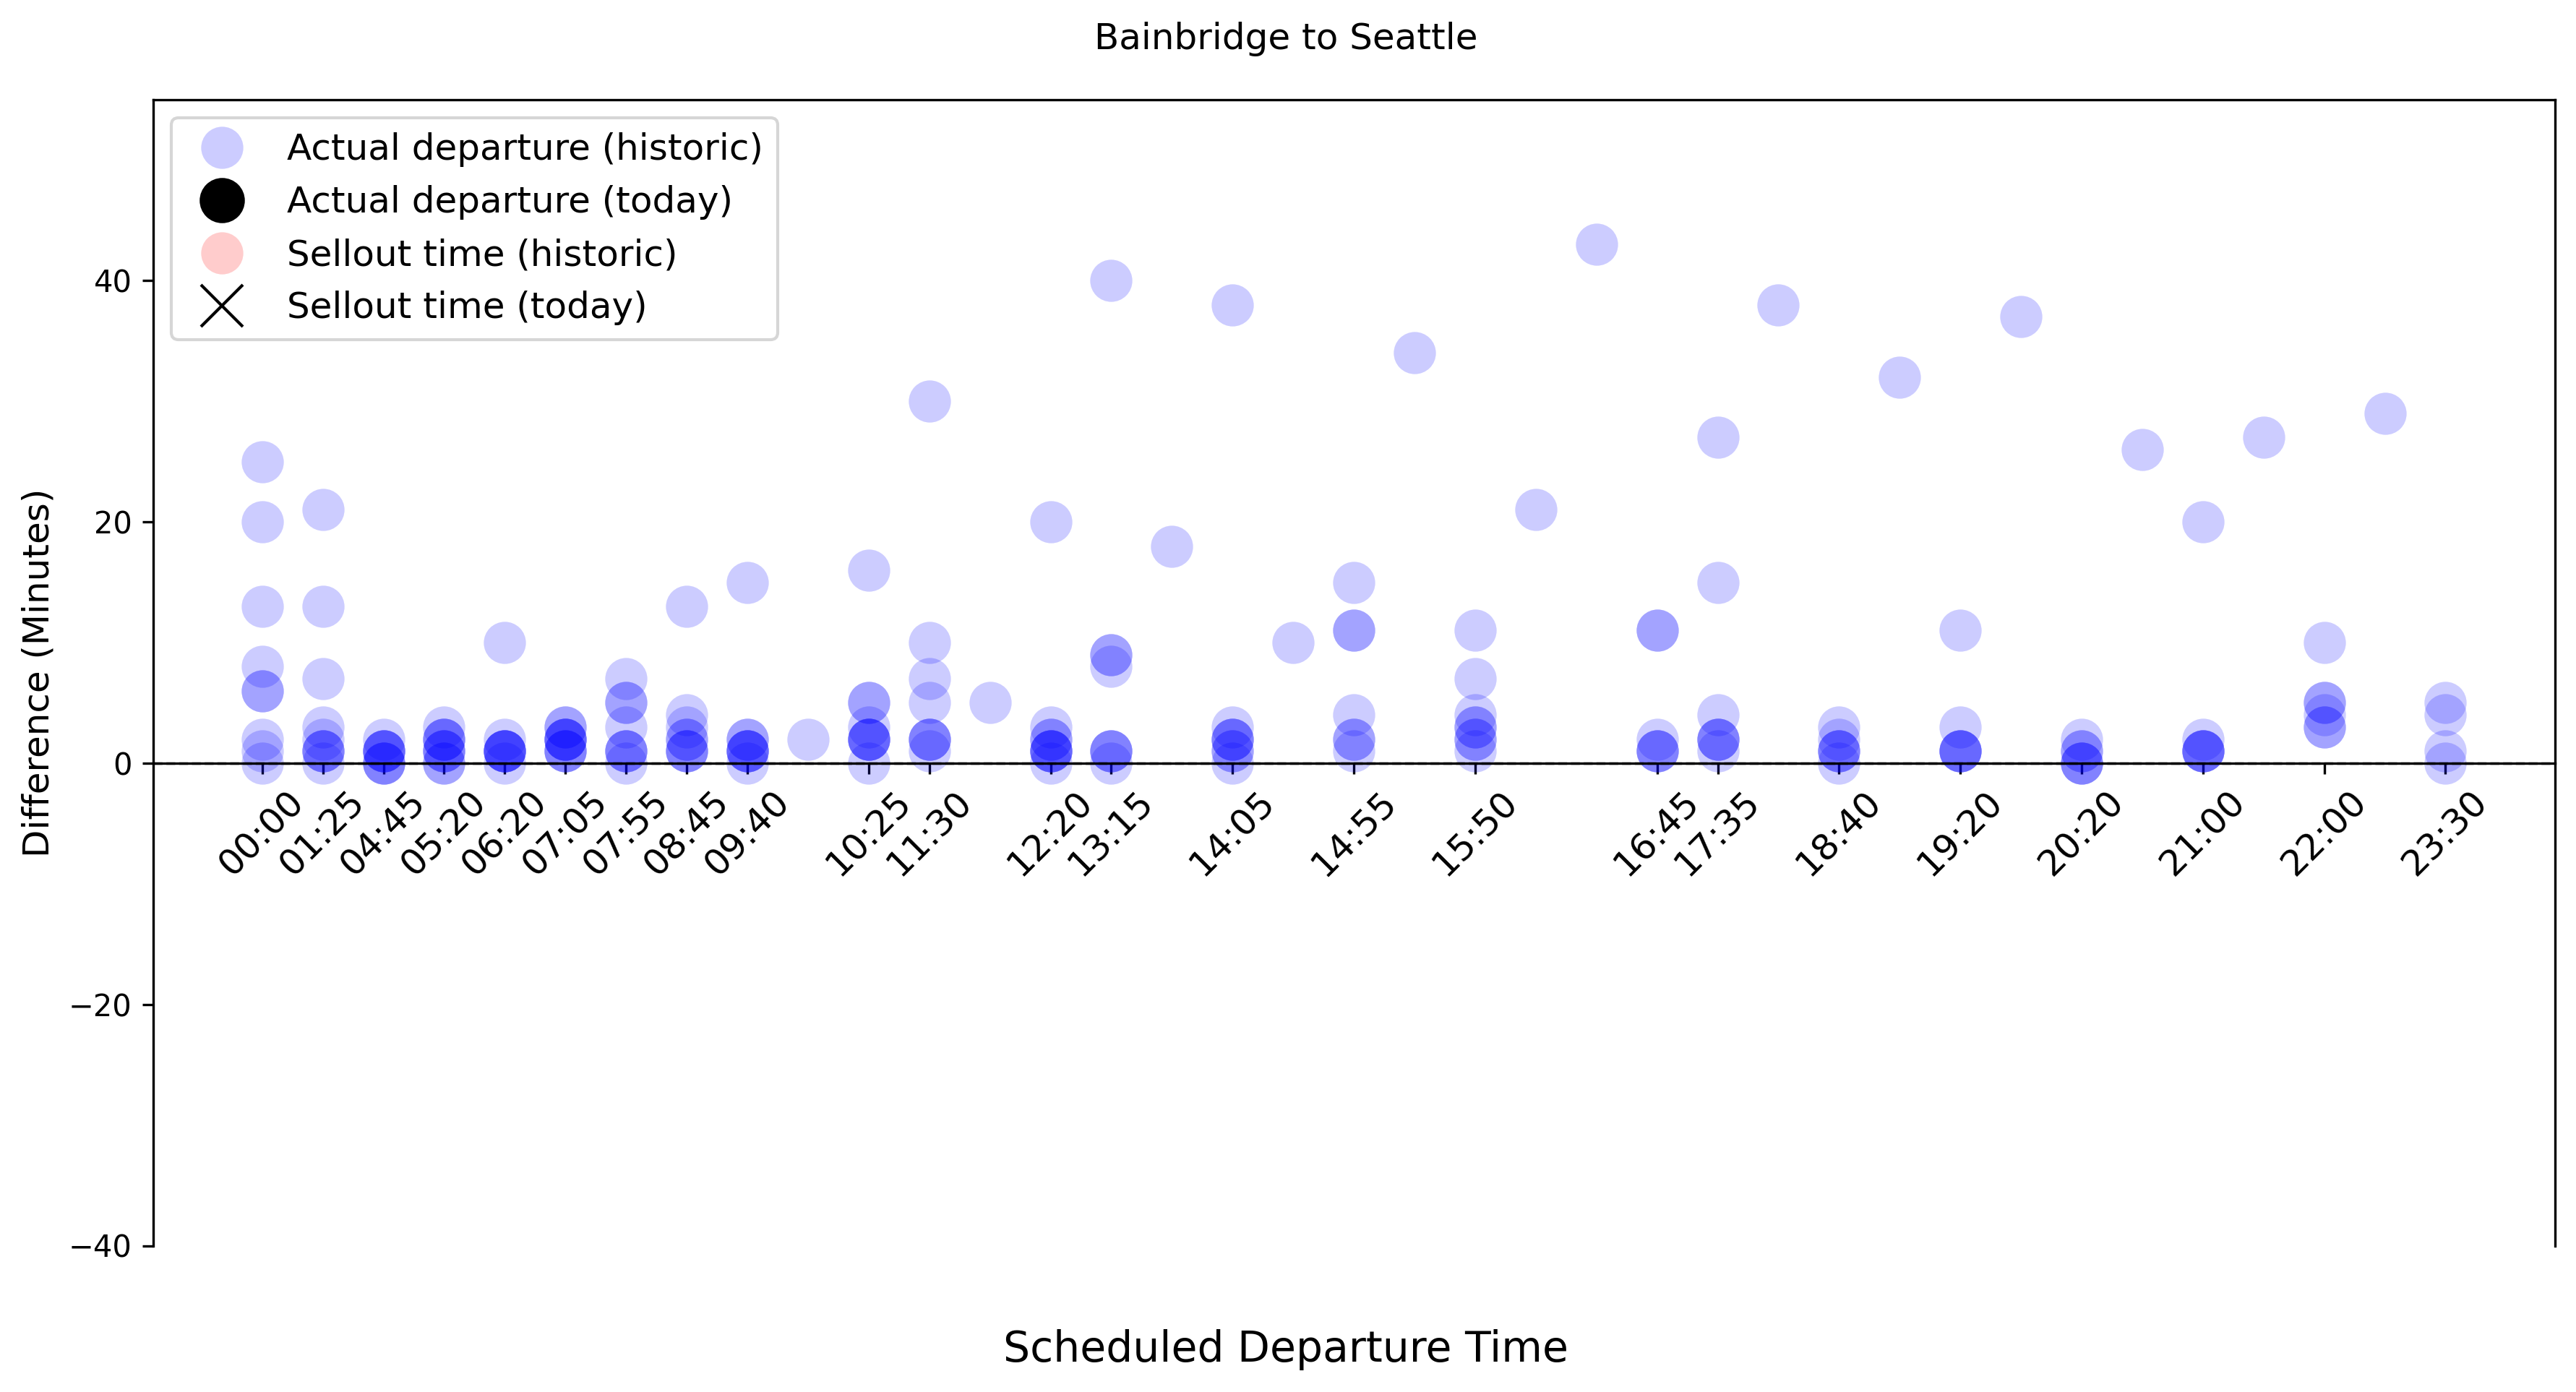 Bainbridge to Seattle
Actual departure (historic)
Actual departure (today)
Sellout time (historic)
Sellout time (today)
Difference (Minutes)
40
20
0
−20
−40
00:00 01:25 04:45 05:20 06:20 07:05 07:55 08:45 09:40 10:25 11:30 12:20 13:15 14:05 14:55 15:50 16:45 17:35 18:40 19:20 20:20 21:00 22:00 23:30
Scheduled Departure Time